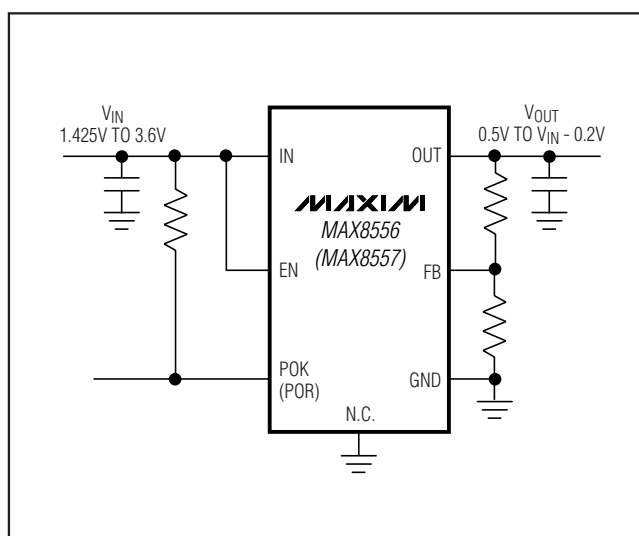 VIN
1.425V TO 3.6V
VOUT
0.5V TO VIN - 0.2V
IN
OUT
MAXIM
MAX8556
(MAX8557)
EN
FB
POK
(POR)
GND
N.C.